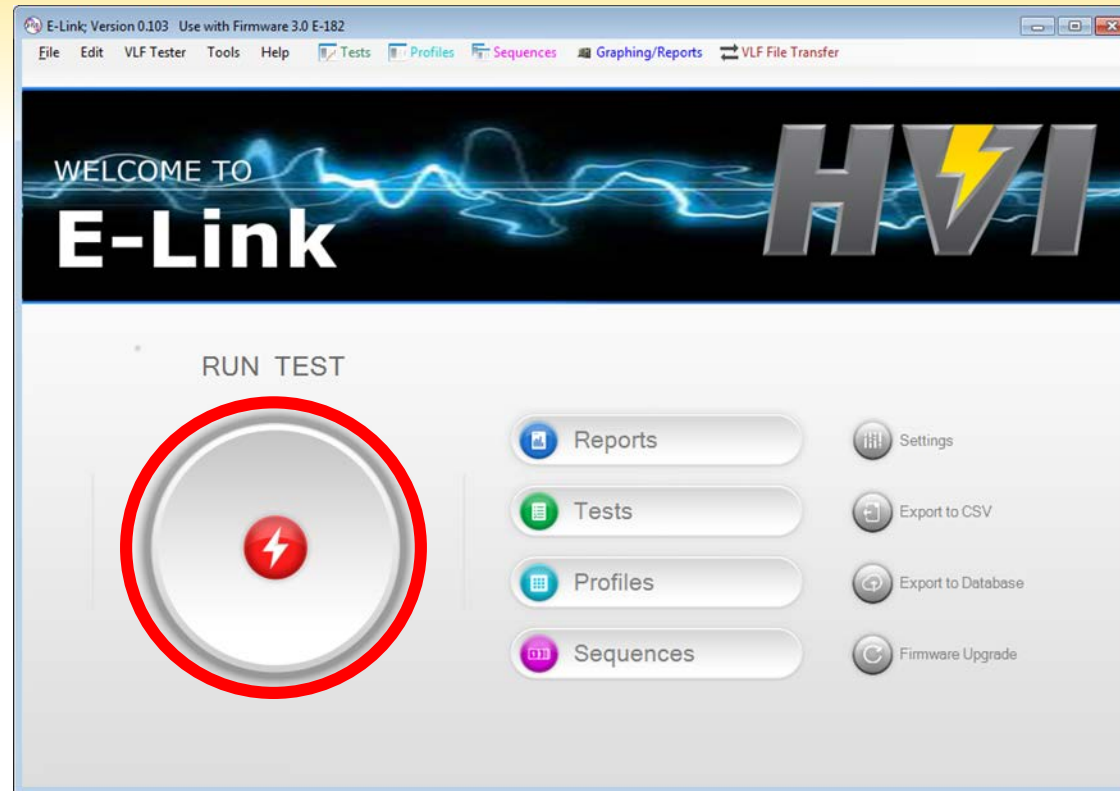 E-Link; Version 0.103 Use with Firmware 3.0 E-182
File Edit VLF Tester Tools Help Tests Profiles Sequences Graphing/Reports VLF File Transfer
WELCOME TO
E-Link
HVI
RUN TEST
Reports
Settings
Tests
Export to CSV
Profiles
Export to Database
Sequences
Firmware Upgrade